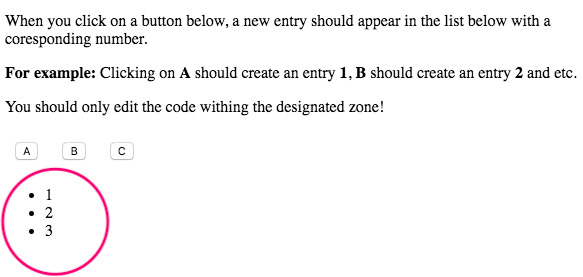 When you click on a button below, a new entry should appear in the list below with a
coresponding number.
For example: Clicking on A should create an entry 1, B should create an entry 2 and etc.
You should only edit the code withing the designated zone!
A B C
1
2
3